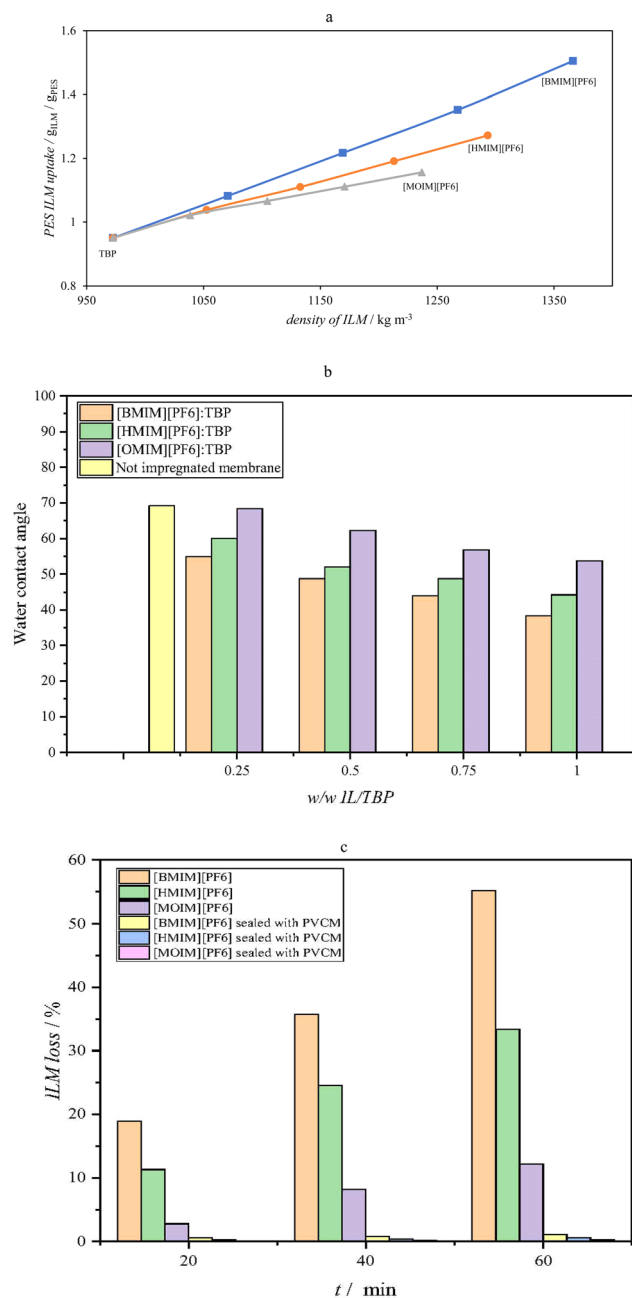 a
1.6
1.4
1.2
1
0.8
PES ILM uptake / gILM / gPES
[BMIM][PF6]
[HMIM][PF6]
[MOIM][PF6]
TBP
950
1050
1150
1250
1350
density of ILM / kg m-3
b
100
90
80
70
60
50
40
30
20
10
0
Water contact angle
[BMIM][PF6]:TBP
[HMIM][PF6]:TBP
[OMIM][PF6]:TBP
Not impregnated membrane
0.25
0.5
0.75
1
w/w IL/TBP
c
60
50
40
30
20
10
0
ILM loss / %
[BMIM][PF6]
[HMIM][PF6]
[MOIM][PF6]
[BMIM][PF6] sealed with PVCM
[HMIM][PF6] sealed with PVCM
[MOIM][PF6] sealed with PVCM
20
40
60
t / min